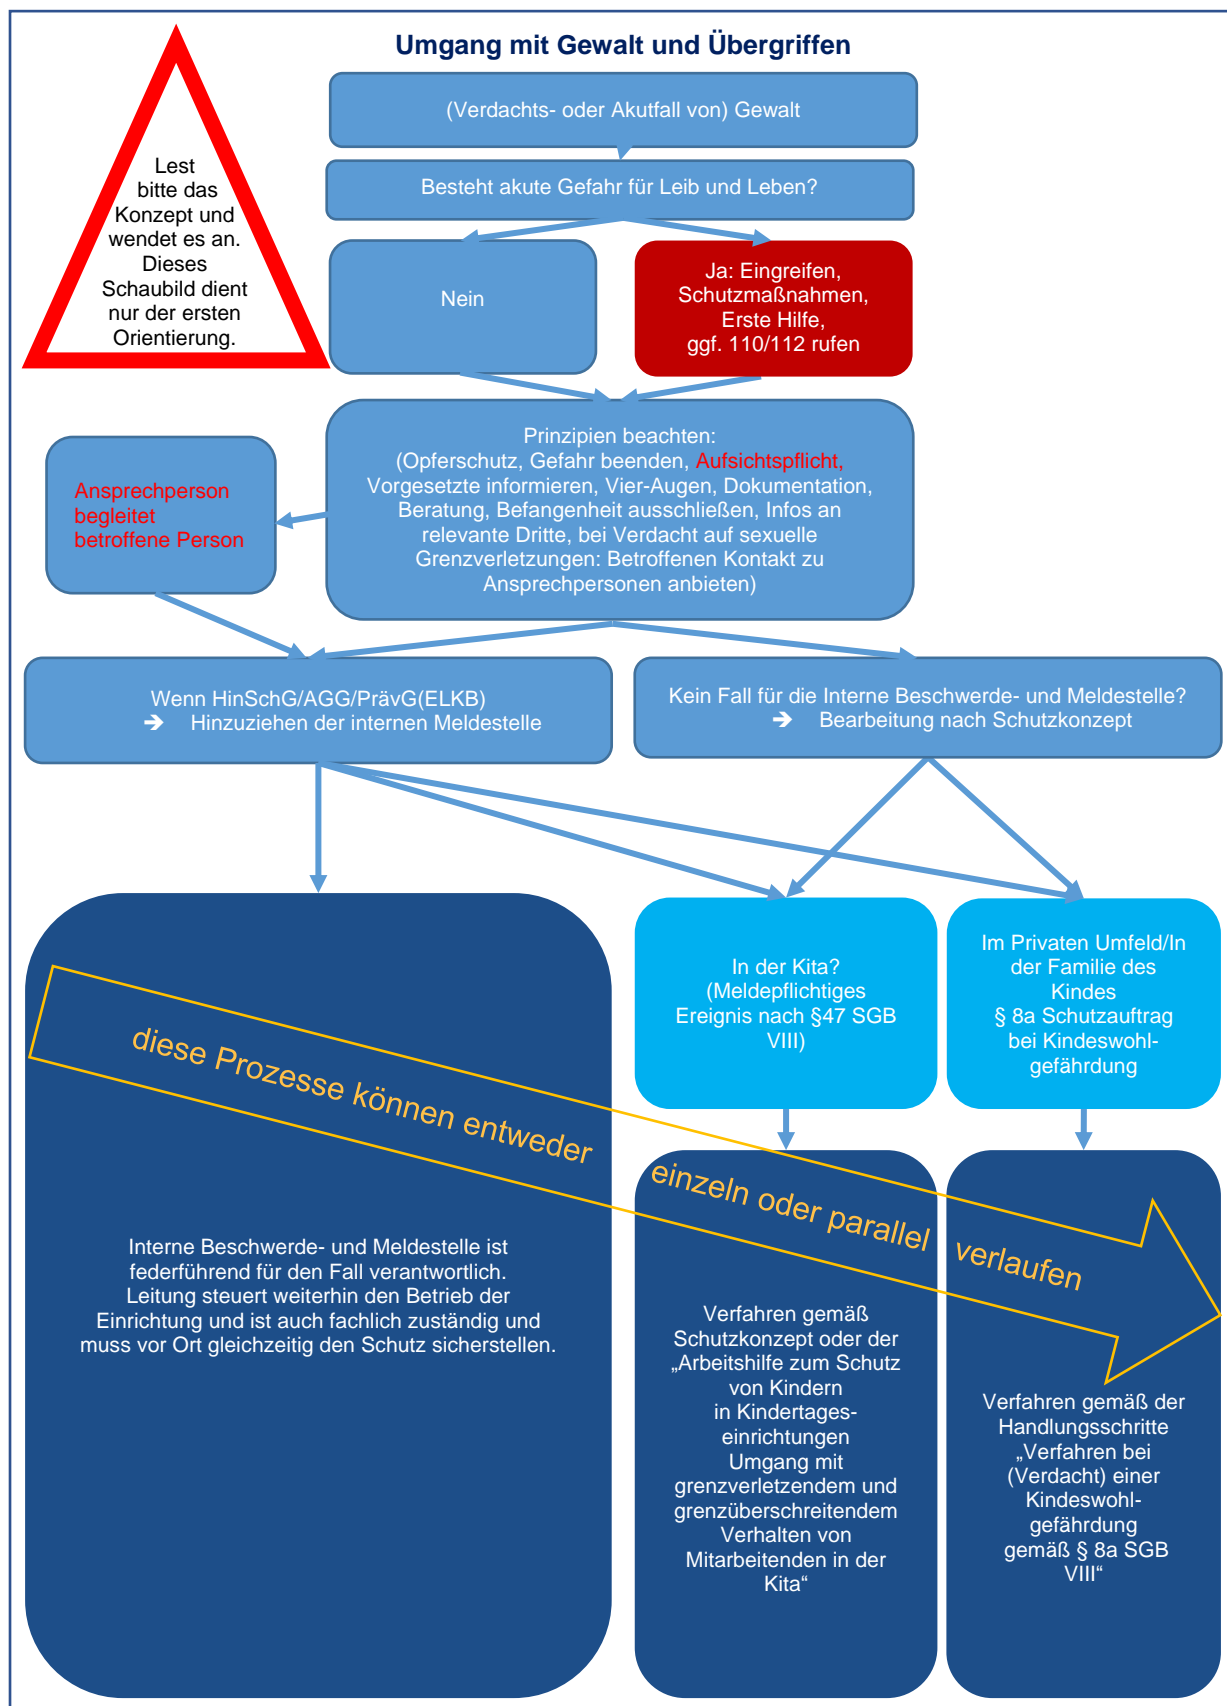 Umgang mit Gewalt und Übergriffen
Lest
bitte das
Konzept und
wendet es an.
Dieses
Schaubild dient
nur der ersten
Orientierung.
(Verdachts- oder Akutfall von) Gewalt
Besteht akute Gefahr für Leib und Leben?
Nein
Ja: Eingreifen,
Schutzmaßnahmen,
Erste Hilfe,
ggf. 110/112 rufen
Prinzipien beachten:
(Opferschutz, Gefahr beenden, Aufsichtspflicht,
Vorgesetzte informieren, Vier-Augen, Dokumentation,
Beratung, Befangenheit ausschließen, Infos an
relevante Dritte, bei Verdacht auf sexuelle
Grenzverletzungen: Betroffenen Kontakt zu
Ansprechpersonen anbieten)
Ansprechperson
begleitet
betroffene Person
Wenn HinSchG/AGG/PrävG(ELKB)
➔ Hinzuziehen der internen Meldestelle
Kein Fall für die Interne Beschwerde- und Meldestelle?
➔ Bearbeitung nach Schutzkonzept
In der Kita?
(Meldepflichtiges
Ereignis nach §47 SGB
VIII)
Im Privaten Umfeld/In
der Familie des
Kindes
§ 8a Schutzauftrag
bei Kindeswohl-
gefährdung
diese Prozesse können entweder einzeln oder parallel verlaufen
Interne Beschwerde- und Meldestelle ist
federführend für den Fall verantwortlich.
Leitung steuert weiterhin den Betrieb der
Einrichtung und ist auch fachlich zuständig und
muss vor Ort gleichzeitig den Schutz sicherstellen.
Verfahren gemäß
Schutzkonzept oder der
„Arbeitshilfe zum Schutz
von Kindern
in Kindertages-
einrichtungen
Umgang mit
grenzverletzendem und
grenzüberschreitendem
Verhalten von
Mitarbeitenden in der
Kita“
Verfahren gemäß der
Handlungsschritte
„Verfahren bei
(Verdacht) einer
Kindeswohl-
gefährdung
gemäß § 8a SGB
VIII“